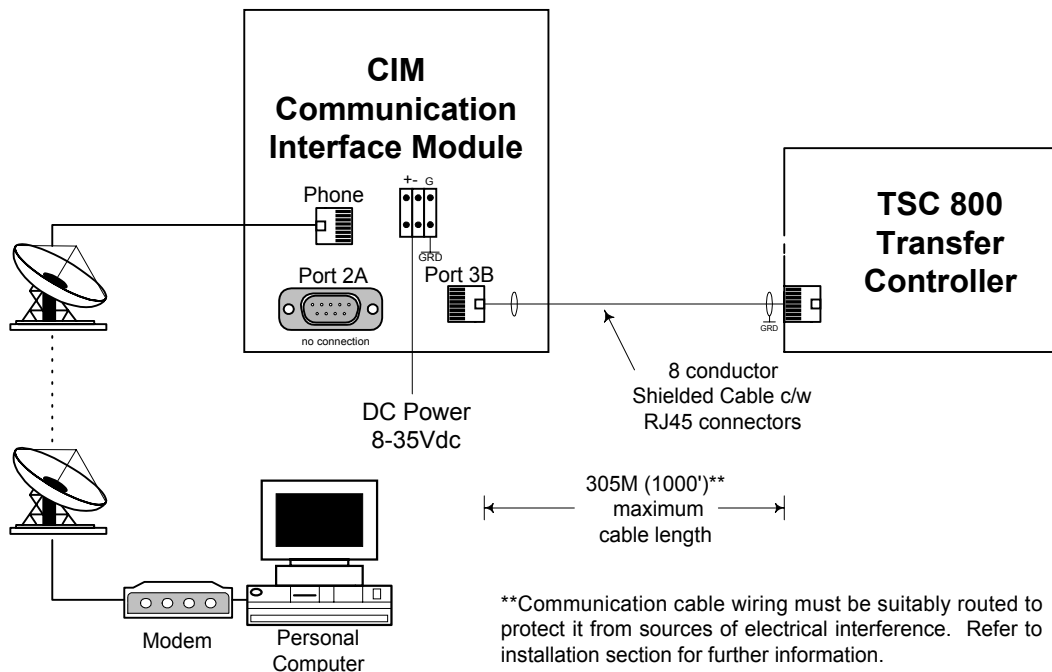 CIM
Communication
Interface Module
+- G
Phone
GRD
Port 2A
Port 3B
no connection
DC Power
8-35Vdc
TSC 800
Transfer
Controller
GRD
8 conductor
Shielded Cable c/w
RJ45 connectors
305M (1000')**
maximum
cable length
Modem
Personal
Computer
**Communication cable wiring must be suitably routed to
protect it from sources of electrical interference. Refer to
installation section for further information.